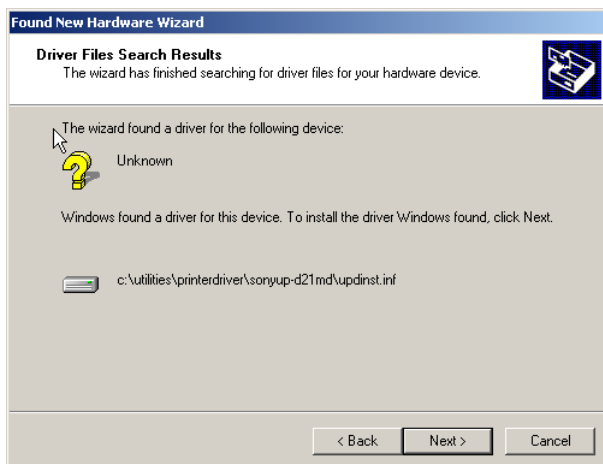 Found New Hardware Wizard
Driver Files Search Results
The wizard has finished searching for driver files for your hardware device.
The wizard found a driver for the following device:
Unknown
Windows found a driver for this device. To install the driver Windows found, click Next.
c:\utilities\printerdriver\sonyup-d21md\updinst.inf
< Back Next > Cancel